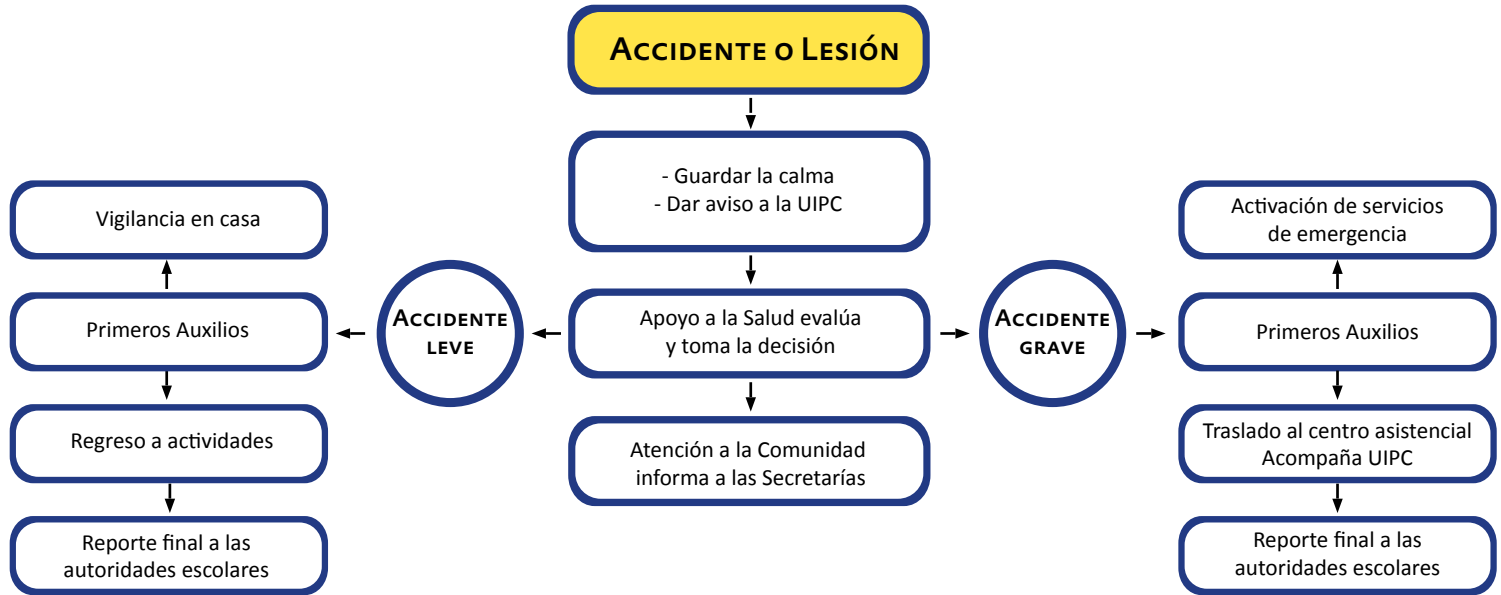 Accidente o Lesión
- Guardar la calma
- Dar aviso a la UIPC
Apoyo a la Salud evalúa
y toma la decisión
Atención a la Comunidad
informa a las Secretarías
Accidente
leve
Primeros Auxilios
Vigilancia en casa
Regreso a actividades
Reporte final a las
autoridades escolares
Accidente
grave
Primeros Auxilios
Activación de servicios
de emergencia
Traslado al centro asistencial
Acompaña UIPC
Reporte final a las
autoridades escolares